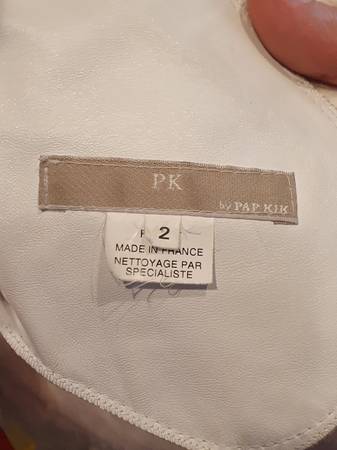 PK
by PAP KIK
2
MADE IN FRANCE
NETTOYAGE PAR
SPECIALISTE